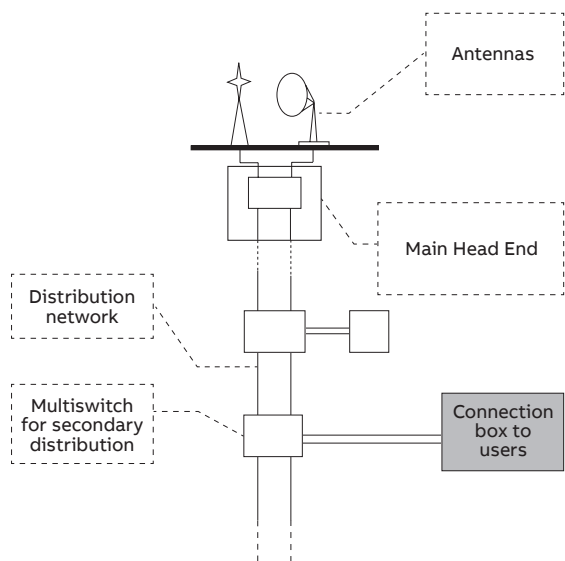 Antennas
Main Head End
Distribution
network
Multiswitch
for secondary
distribution
Connection
box to
users